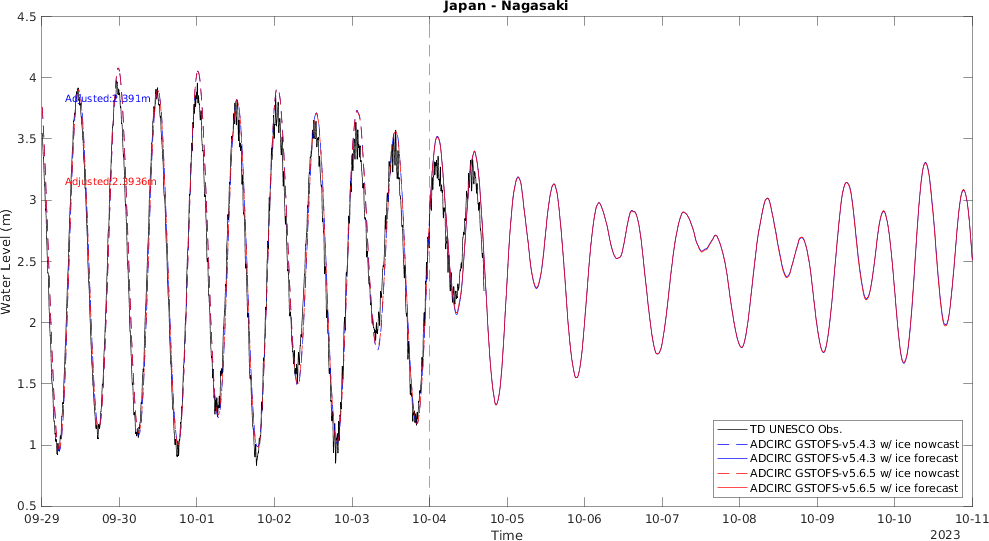 Japan - Nagasaki
4.5
4
3.5
3
2.5
2
1.5
1
0.5
Water Level (m)
Adjusted:2.391m
Adjusted:2.3936m
TD UNESCO Obs.
ADCIRC GSTOFS-v5.4.3 w/ ice nowcast
ADCIRC GSTOFS-v5.4.3 w/ ice forecast
ADCIRC GSTOFS-v5.6.5 w/ ice nowcast
ADCIRC GSTOFS-v5.6.5 w/ ice forecast
09-29 09-30 10-01 10-02 10-03 10-04 10-05 10-06 10-07 10-08 10-09 10-10 10-11
Time
2023